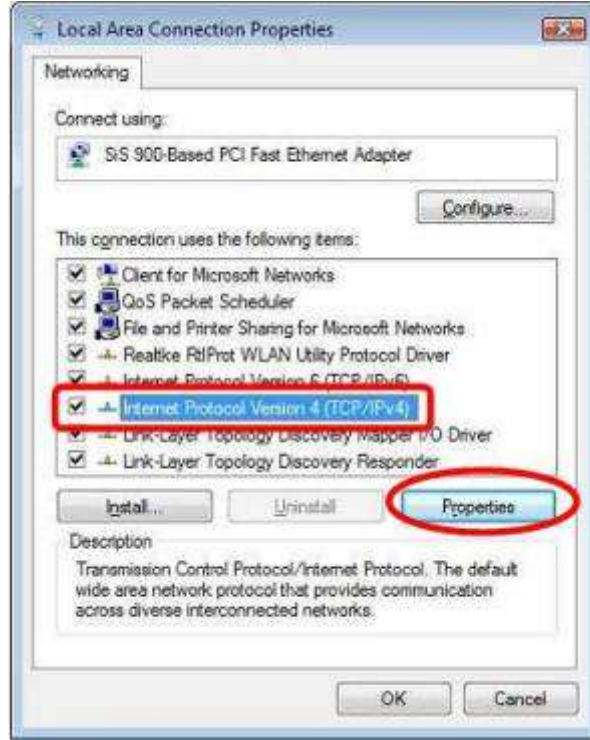 Local Area Connection Properties
Networking
Connect using:
SiS 900-Based PCI Fast Ethernet Adapter
Configure...
This connection uses the following items:
Client for Microsoft Networks
QoS Packet Scheduler
File and Printer Sharing for Microsoft Networks
Realtke RtlProt WLAN Utility Protocol Driver
Internet Protocol Version 6 (TCP/IPv6)
Internet Protocol Version 4 (TCP/IPv4)
Link-Layer Topology Discovery Mapper I/O Driver
Link-Layer Topology Discovery Responder
Install...
Uninstall
Properties
Description
Transmission Control Protocol/Internet Protocol. The default
wide area network protocol that provides communication
across diverse interconnected networks.
OK
Cancel